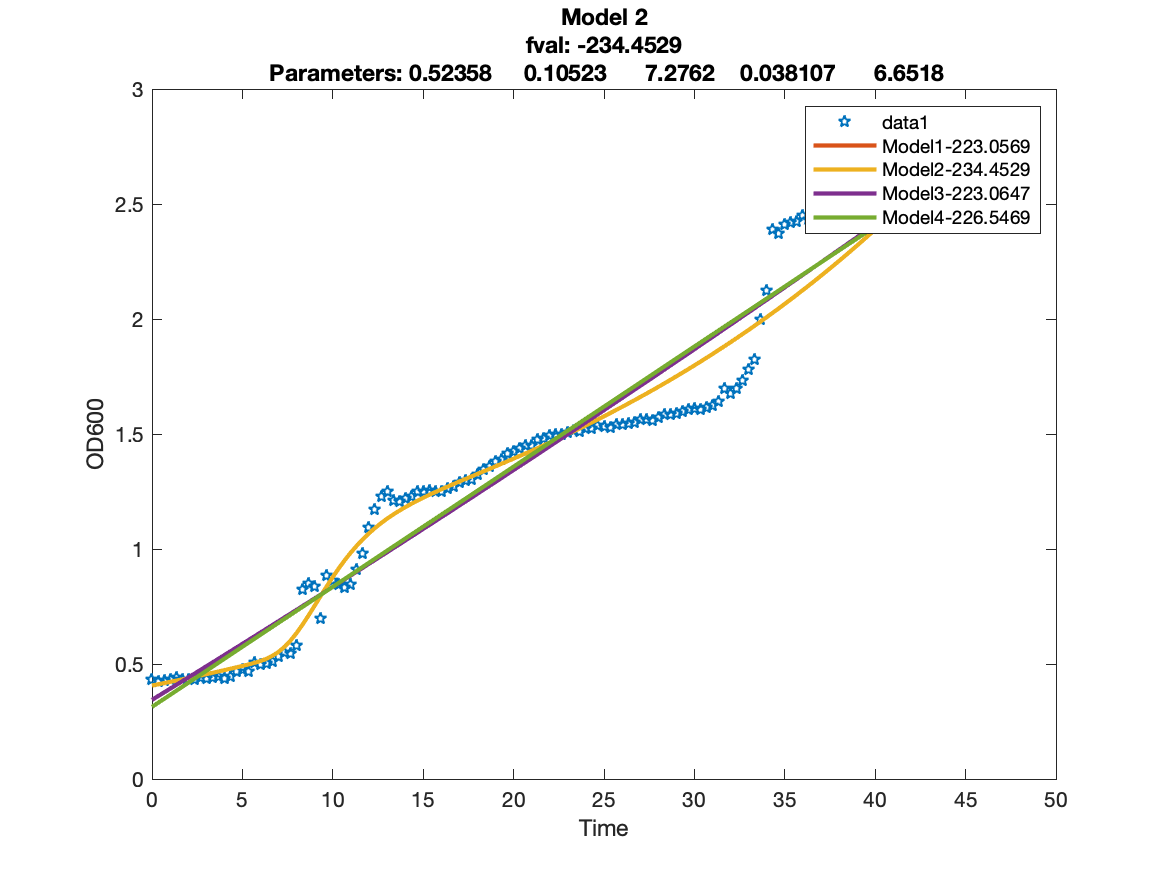 Model 2
fval: -234.4529
Parameters: 0.52358 0.10523 7.2762 0.038107 6.6518
3
2.5
2
1.5
1
0.5
0
OD600
data1
Model1-223.0569
Model2-234.4529
Model3-223.0647
Model4-226.5469
0 5 10 15 20 25 30 35 40 45 50
Time